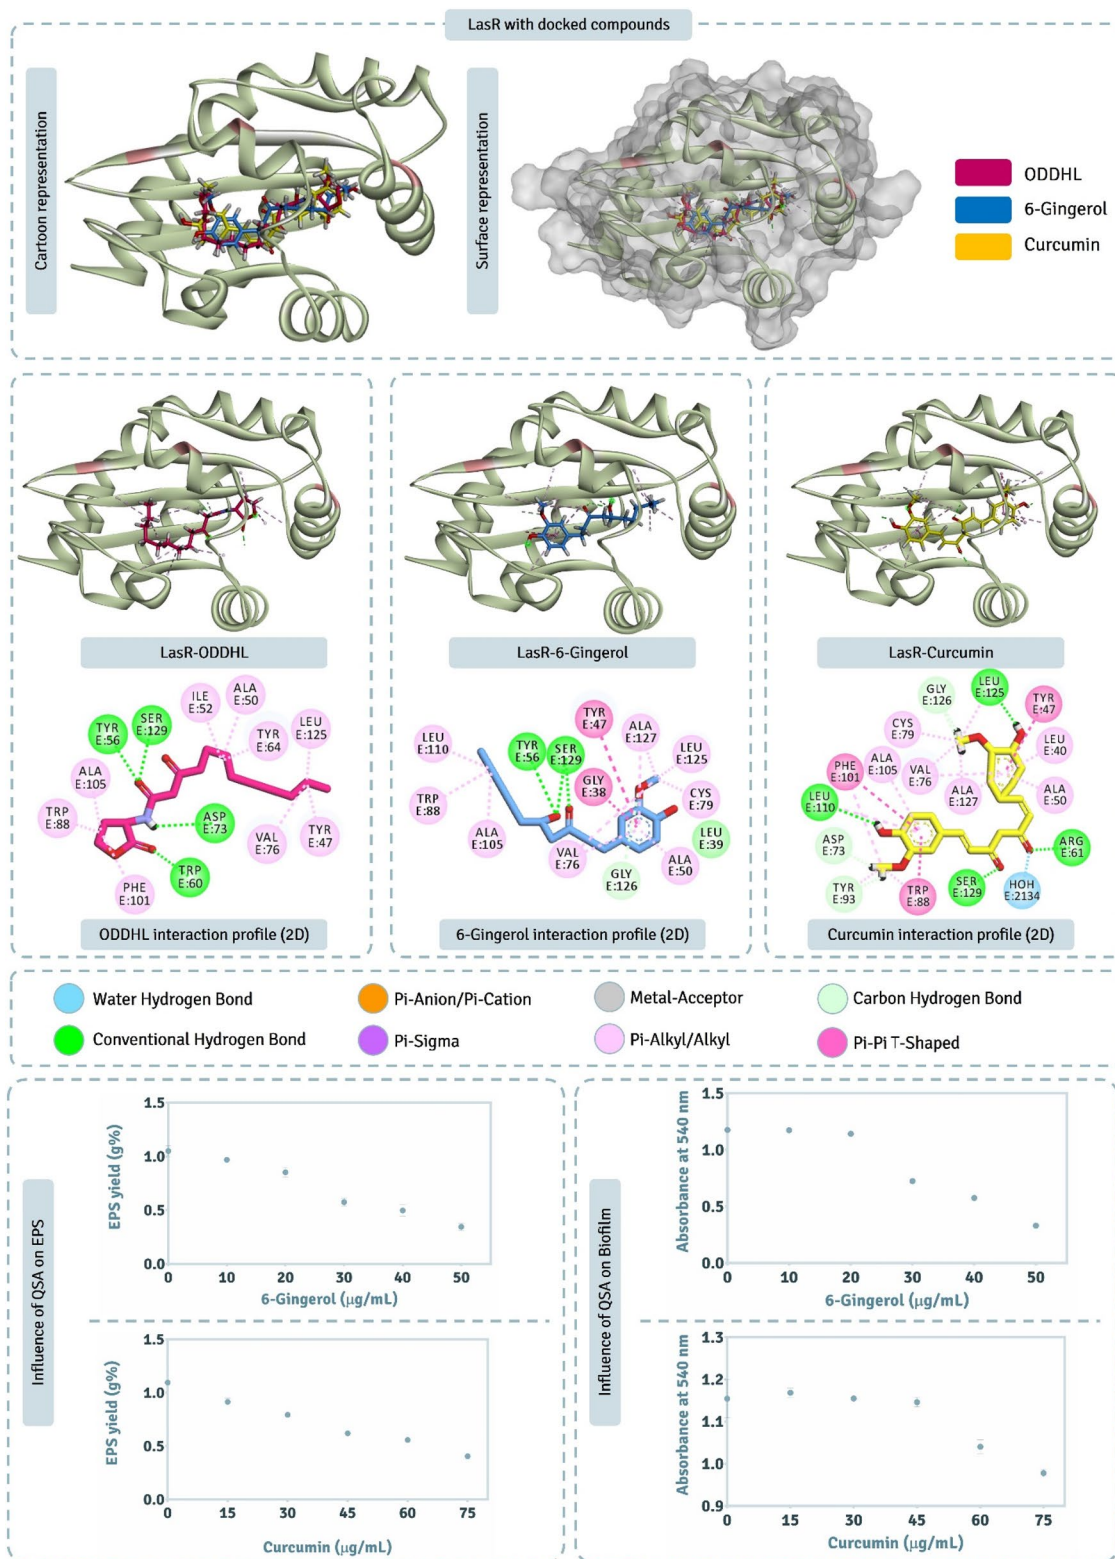 LasR with docked compounds
Cartoon representation
Surface representation
ODDHL
6-Gingerol
Curcumin
LasR-ODDHL
LasR-6-Gingerol
LasR-Curcumin
TYR
E:56
SER
E:129
ILE
E:52
ALA
E:50
TYR
E:64
LEU
E:125
ALA
E:105
TRP
E:88
ASP
E:73
VAL
E:76
TYR
E:47
TRP
E:60
PHE
E:101
N
H
ODDHL interaction profile (2D)
LEU
E:110
TYR
E:56
SER
E:129
TYR
E:47
ALA
E:127
LEU
E:125
GLY
E:38
CYS
E:79
TRP
E:88
LEU
E:39
ALA
E:105
VAL
E:76
ALA
E:50
GLY
E:126
6-Gingerol interaction profile (2D)
GLY
E:126
LEU
E:125
TYR
E:47
CYS
E:79
LEU
E:40
PHE
E:101
ALA
E:105
VAL
E:76
ALA
E:127
ALA
E:50
LEU
E:110
ASP
E:73
ARG
E:61
TYR
E:93
TRP
E:88
SER
E:129
HOH
E:2134
Curcumin interaction profile (2D)
Water Hydrogen Bond
Pi-Anion/Pi-Cation
Metal-Acceptor
Carbon Hydrogen Bond
Conventional Hydrogen Bond
Pi-Sigma
Pi-Alkyl/Alkyl
Pi-Pi T-Shaped
Influence of QSA on EPS
EPS yield (g%)
1.5
1.0
0.5
0.0
0 10 20 30 40 50
6-Gingerol (μg/mL)
EPS yield (g%)
1.5
1.0
0.5
0.0
0 15 30 45 60 75
Curcumin (μg/mL)
Influence of QSA on Biofilm
Absorbance at 540 nm
1.5
1.0
0.5
0.0
0 10 20 30 40 50
6-Gingerol (μg/mL)
Absorbance at 540 nm
1.3
1.2
1.1
1.0
0.9
0 15 30 45 60 75
Curcumin (μg/mL)